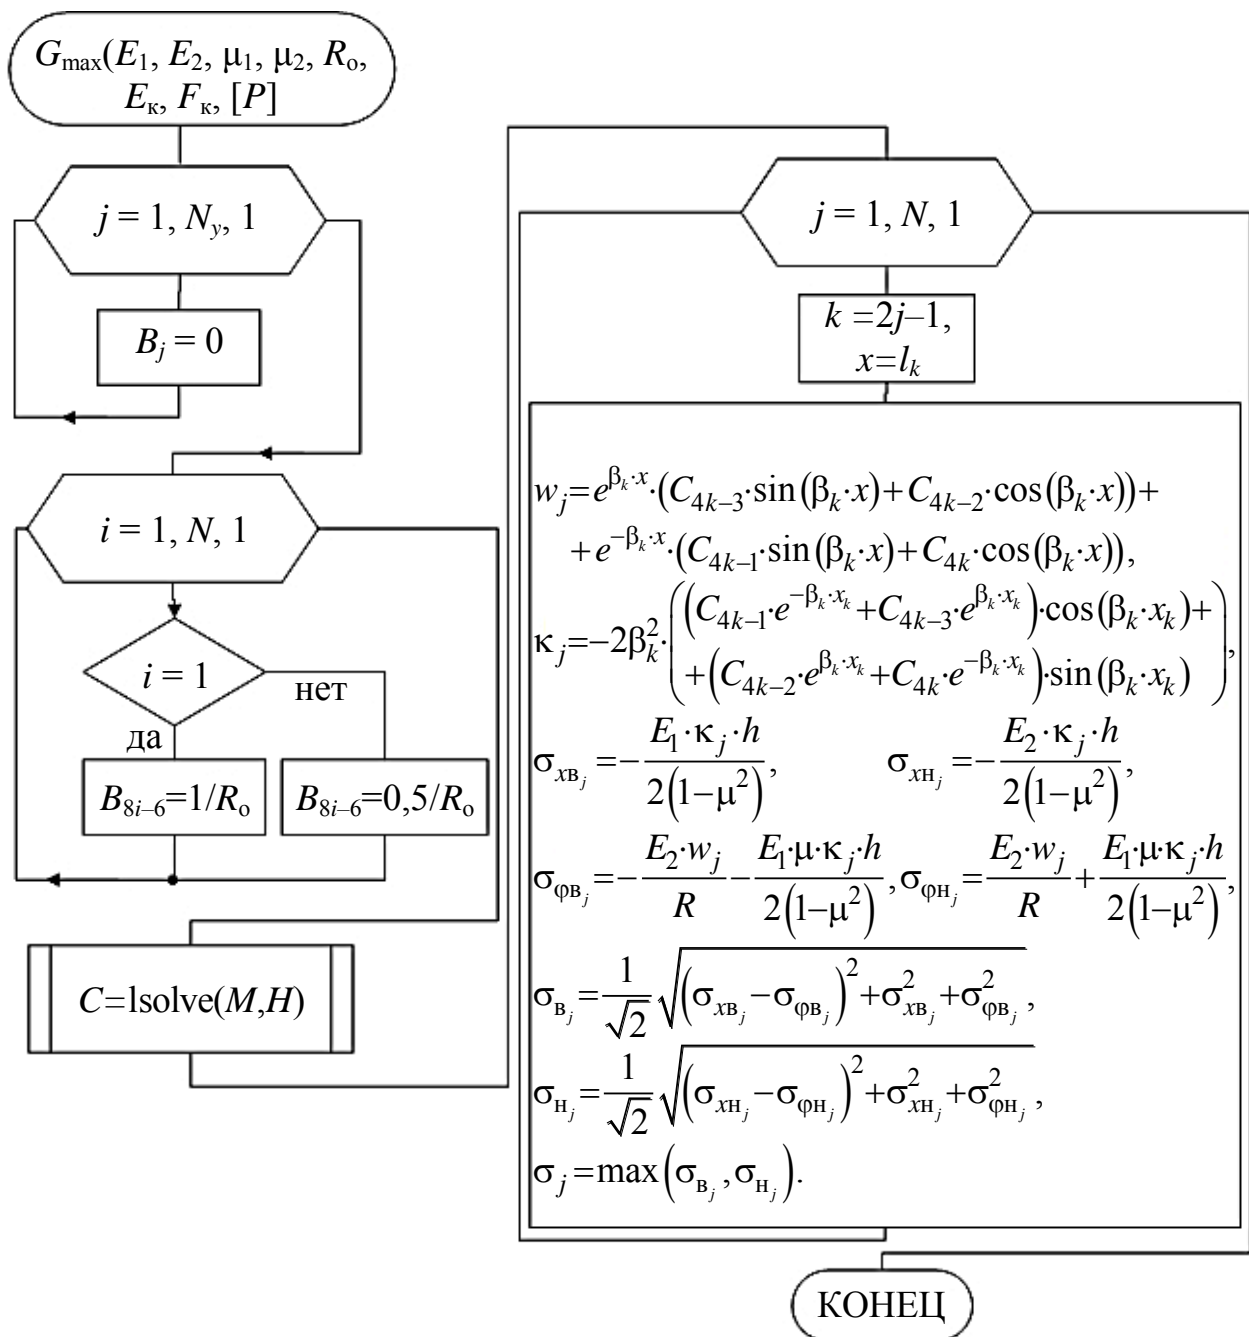 G_max(E_1, E_2, μ_1, μ_2, R_о,
E_к, F_к, [P]
j = 1, N_y, 1
B_j = 0
i = 1, N, 1
i = 1
нет
да
B_{8i–6}=1/R_о
B_{8i–6}=0,5/R_о
C=lsolve(M,H)
j = 1, N, 1
k =2j–1,
x=l_k
w_j=e^{β_k·x}·(C_{4k–3}·sin(β_k·x)+C_{4k–2}·cos(β_k·x))+
+e^{–β_k·x}·(C_{4k–1}·sin(β_k·x)+C_{4k}·cos(β_k·x)),
κ_j=–2β_k^2·((C_{4k–1}·e^{–β_k·x_k}+C_{4k–3}·e^{β_k·x_k})·cos(β_k·x_k)+
+(C_{4k–2}·e^{β_k·x_k}+C_{4k}·e^{–β_k·x_k})·sin(β_k·x_k)),
σ_{xв_j}=–E_1·κ_j·h/2(1–μ^2), σ_{xн_j}=–E_2·κ_j·h/2(1–μ^2),
σ_{φв_j}=–E_2·w_j/R–E_1·μ·κ_j·h/2(1–μ^2), σ_{φн_j}=E_2·w_j/R+E_1·μ·κ_j·h/2(1–μ^2),
σ_{в_j}=1/√2 √((σ_{xв_j}–σ_{φв_j})^2+σ_{xв_j}^2+σ_{φв_j}^2),
σ_{н_j}=1/√2 √((σ_{xн_j}–σ_{φн_j})^2+σ_{xн_j}^2+σ_{φн_j}^2),
σ_j=max(σ_{в_j},σ_{н_j}).
КОНЕЦ